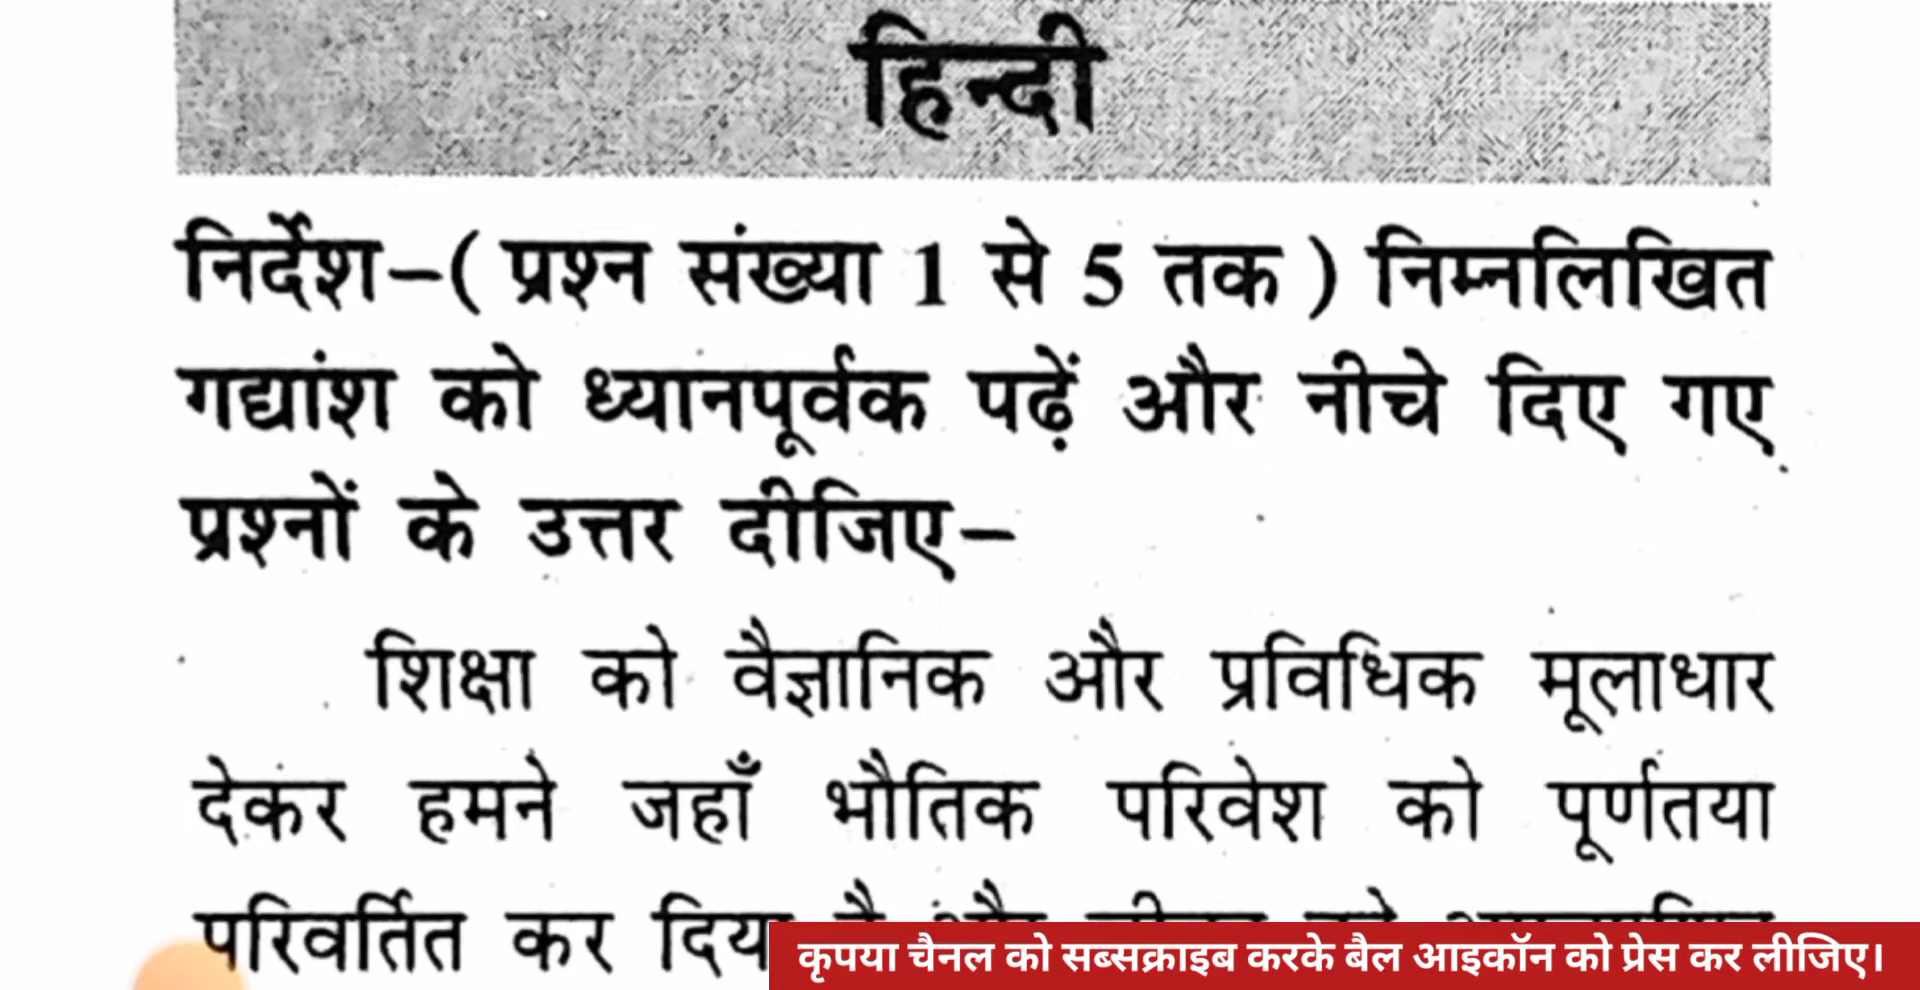 हिन्दी
निर्देश–( प्रश्न संख्या 1 से 5 तक ) निम्नलिखित
गद्यांश को ध्यानपूर्वक पढ़ें और नीचे दिए गए
प्रश्नों के उत्तर दीजिए–
शिक्षा को वैज्ञानिक और प्रविधिक मूलाधार
देकर हमने जहाँ भौतिक परिवेश को पूर्णतया
परिवर्तित कर
कृपया चैनल को सब्सक्राइब करके बैल आइकॉन को प्रेस कर लीजिए।